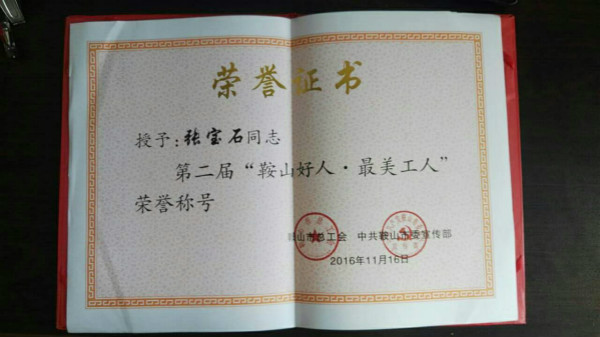 荣誉证书
授予：张宝石同志
第二届“鞍山好人·最美工人”
荣誉称号
鞍山市总工会 中共鞍山市委宣传部
2016年11月16日